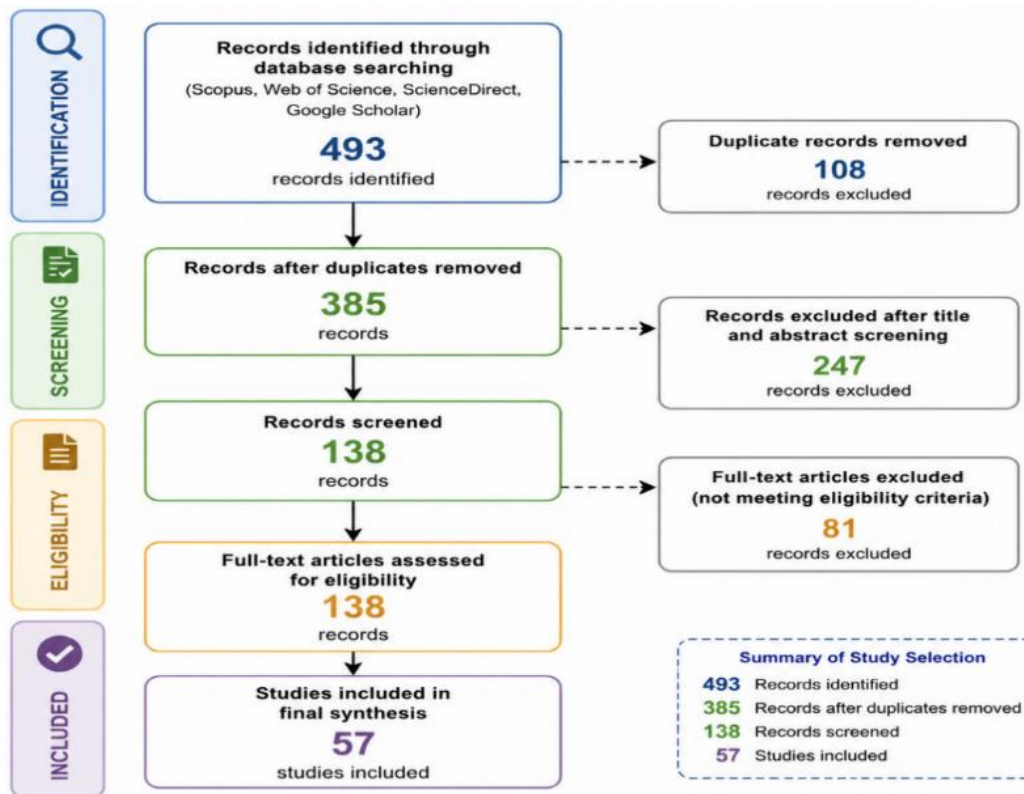 IDENTIFICATION
Records identified through
database searching
(Scopus, Web of Science, ScienceDirect,
Google Scholar)
493
records identified
Duplicate records removed
108
records excluded
SCREENING
Records after duplicates removed
385
records
Records excluded after title
and abstract screening
247
records excluded
Records screened
138
records
ELIGIBILITY
Full-text articles excluded
(not meeting eligibility criteria)
81
records excluded
Full-text articles assessed
for eligibility
138
records
INCLUDED
Studies included in
final synthesis
57
studies included
Summary of Study Selection
493 Records identified
385 Records after duplicates removed
138 Records screened
57 Studies included